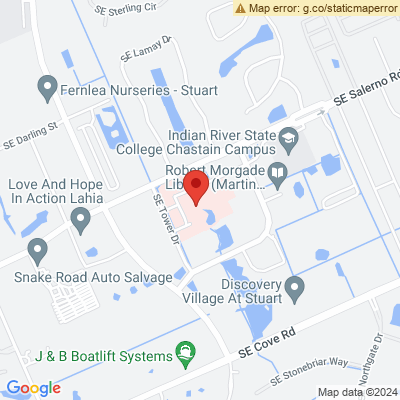 SE Sterling Cir
Map error: g.co/staticmaperror
SE Lamay Dr
Fernlea Nurseries - Stuart
SE Salerno Rd
SE Darling St
Indian River State
College Chastain Campus
Robert Morgade
Library (Martin...
Love And Hope
In Action Lahia
SE Tower Dr
Snake Road Auto Salvage
Discovery
Village At Stuart
SE Cove Rd
J & B Boatlift Systems
SE Stonebriar Way
Northgate Dr
Google
Map data ©2024